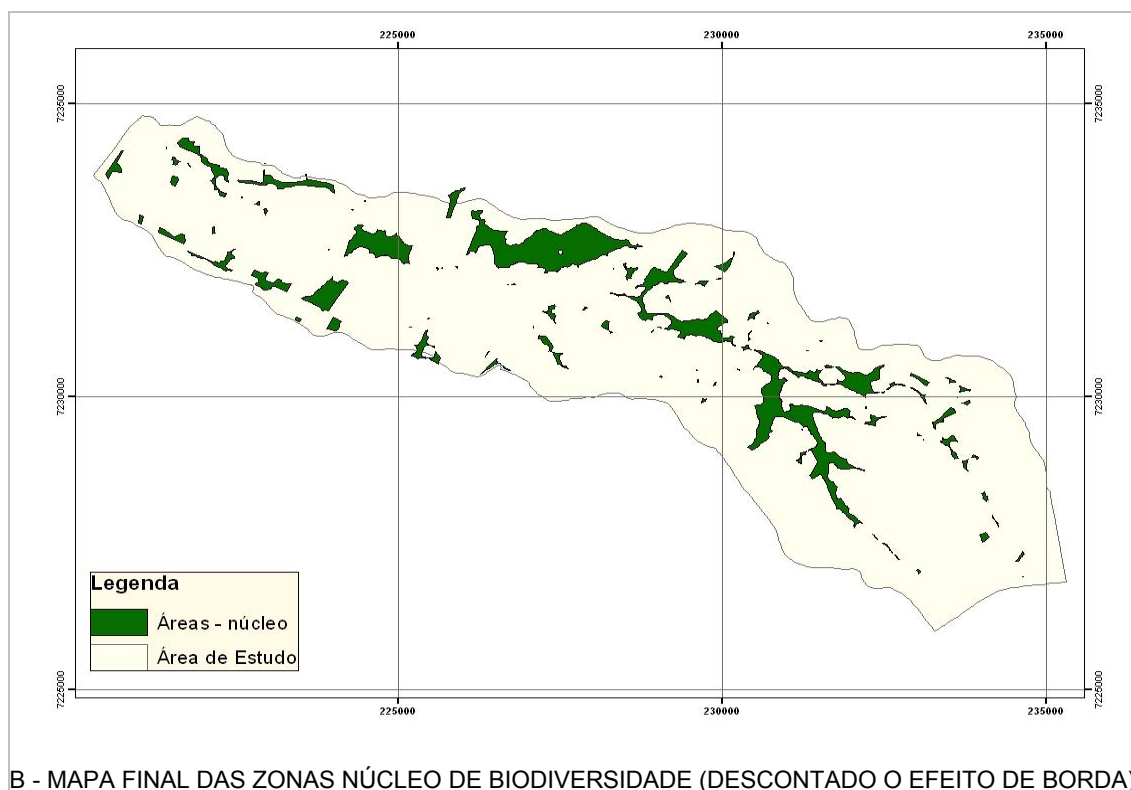 225000 230000 235000
7235000 7235000
7230000 7230000
Legenda
Áreas - núcleo
Área de Estudo
7225000 7225000
225000 230000 235000
B - MAPA FINAL DAS ZONAS NÚCLEO DE BIODIVERSIDADE (DESCONTADO O EFEITO DE BORDA)